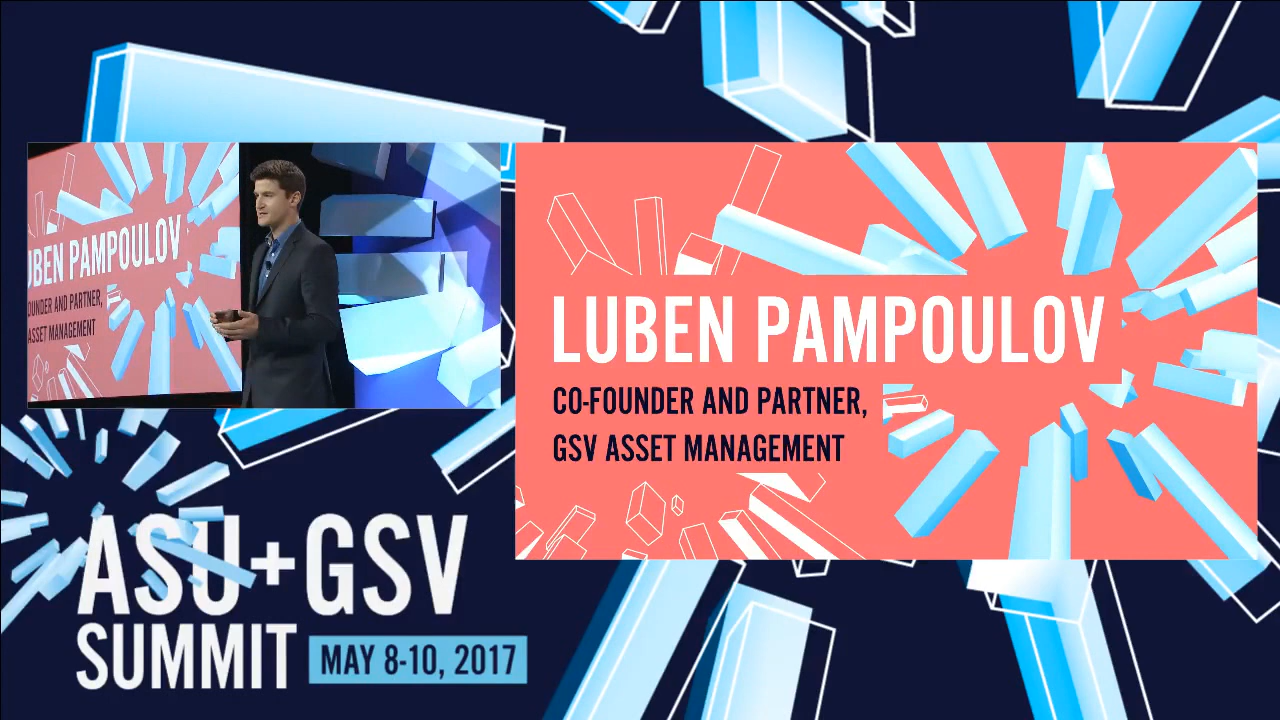 UBEN PAMPOULOV
OUNDER AND PARTNER,
ASSET MANAGEMENT
LUBEN PAMPOULOV
CO-FOUNDER AND PARTNER,
GSV ASSET MANAGEMENT
ASU+GSV
SUMMIT MAY 8-10, 2017